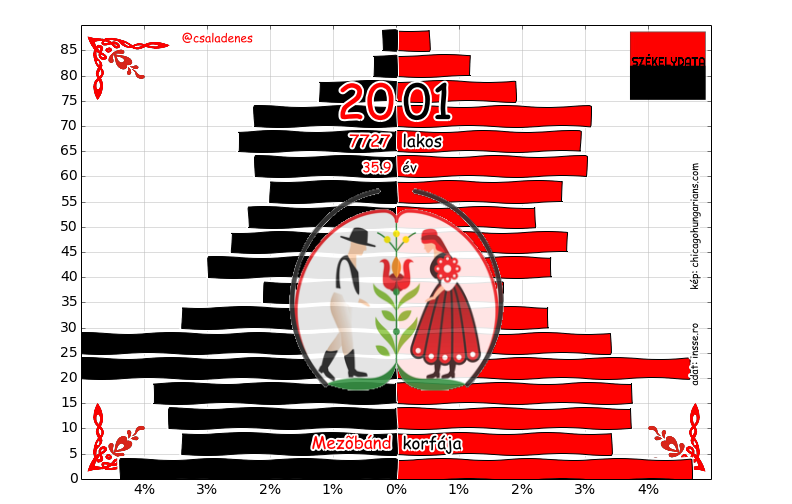 @csaladenes
SZÉKELYDATA
2001
7727 lakos
35.9 év
Mezőbánd korfája
kép: chicagohungarians.com
adat: insse.ro
85
80
75
70
65
60
55
50
45
40
35
30
25
20
15
10
5
0
4% 3% 2% 1% 0% 1% 2% 3% 4%